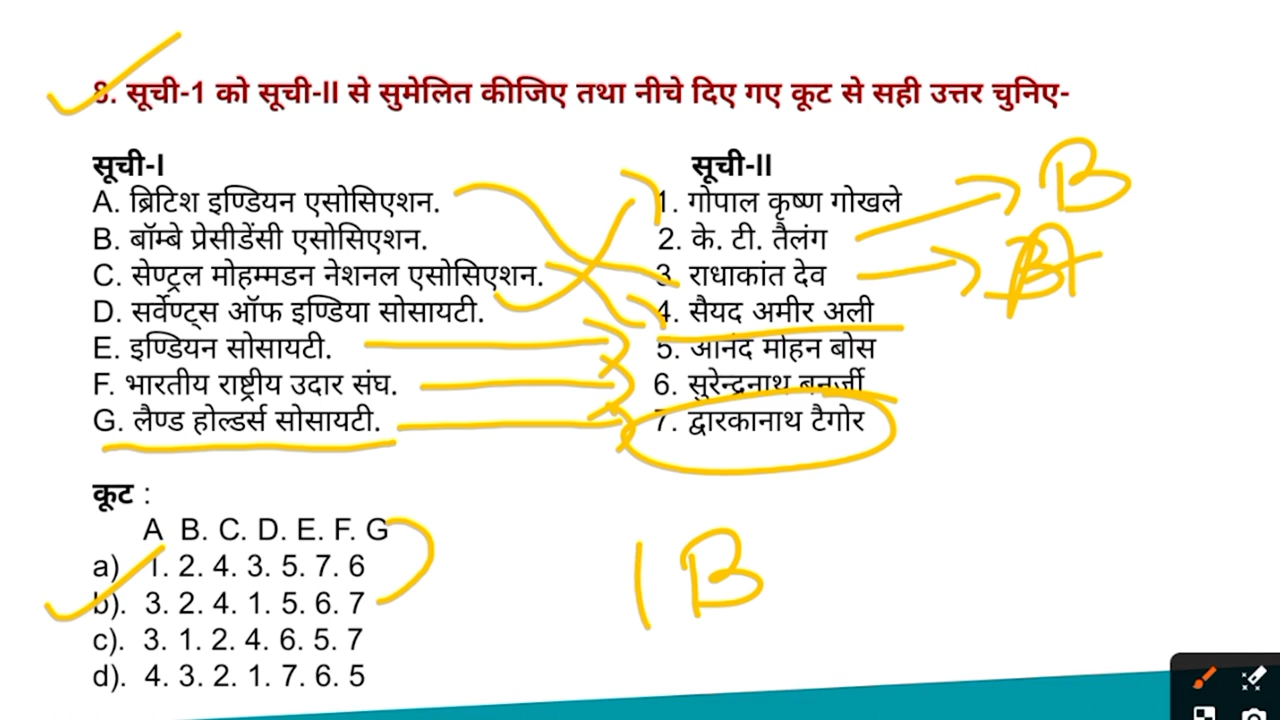 8. सूची-1 को सूची-II से सुमेलित कीजिए तथा नीचे दिए गए कूट से सही उत्तर चुनिए-
सूची-I
A. ब्रिटिश इण्डियन एसोसिएशन.
B. बॉम्बे प्रेसीडेंसी एसोसिएशन.
C. सेण्ट्रल मोहम्मडन नेशनल एसोसिएशन.
D. सर्वेण्ट्स ऑफ इण्डिया सोसायटी.
E. इण्डियन सोसायटी.
F. भारतीय राष्ट्रीय उदार संघ.
G. लैण्ड होल्डर्स सोसायटी.
सूची-II
1. गोपाल कृष्ण गोखले
2. के. टी. तैलंग
3. राधाकांत देव
4. सैयद अमीर अली
5. आनंद मोहन बोस
6. सुरेन्द्रनाथ बनर्जी
7. द्वारकानाथ टैगोर
B
कूट :
A B. C. D. E. F. G
a) 1. 2. 4. 3. 5. 7. 6
b). 3. 2. 4. 1. 5. 6. 7
c). 3. 1. 2. 4. 6. 5. 7
d). 4. 3. 2. 1. 7. 6. 5
1 B